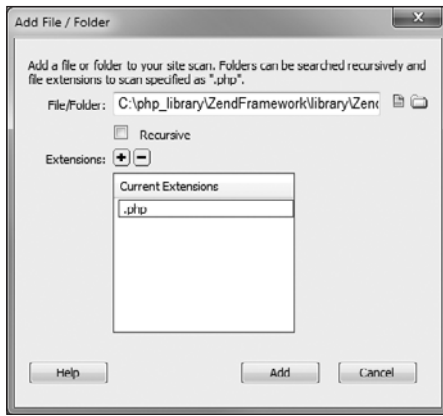 Add File / Folder
Add a file or folder to your site scan. Folders can be searched recursively and
file extensions to scan specified as ".php".
File/Folder: C:\php_library\ZendFramework\library\Zenc
Recursive
Extensions:
Current Extensions
.php
Help Add Cancel